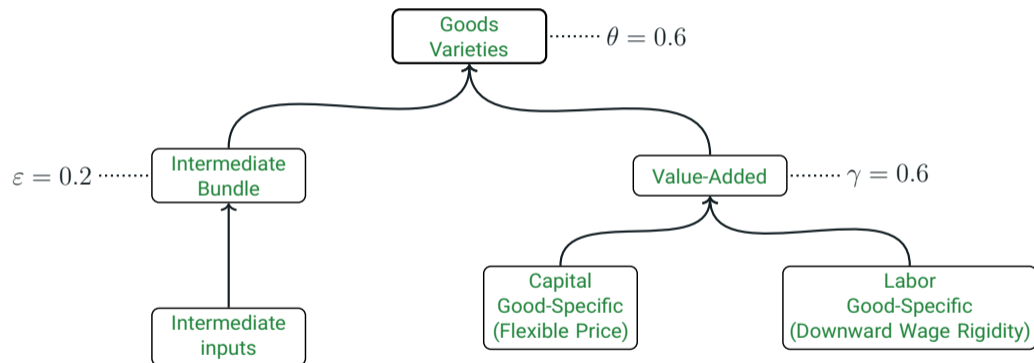 Goods
Varieties
θ = 0.6
Intermediate
Bundle
ε = 0.2
Value-Added
γ = 0.6
Capital
Good-Specific
(Flexible Price)
Labor
Good-Specific
(Downward Wage Rigidity)
Intermediate
inputs